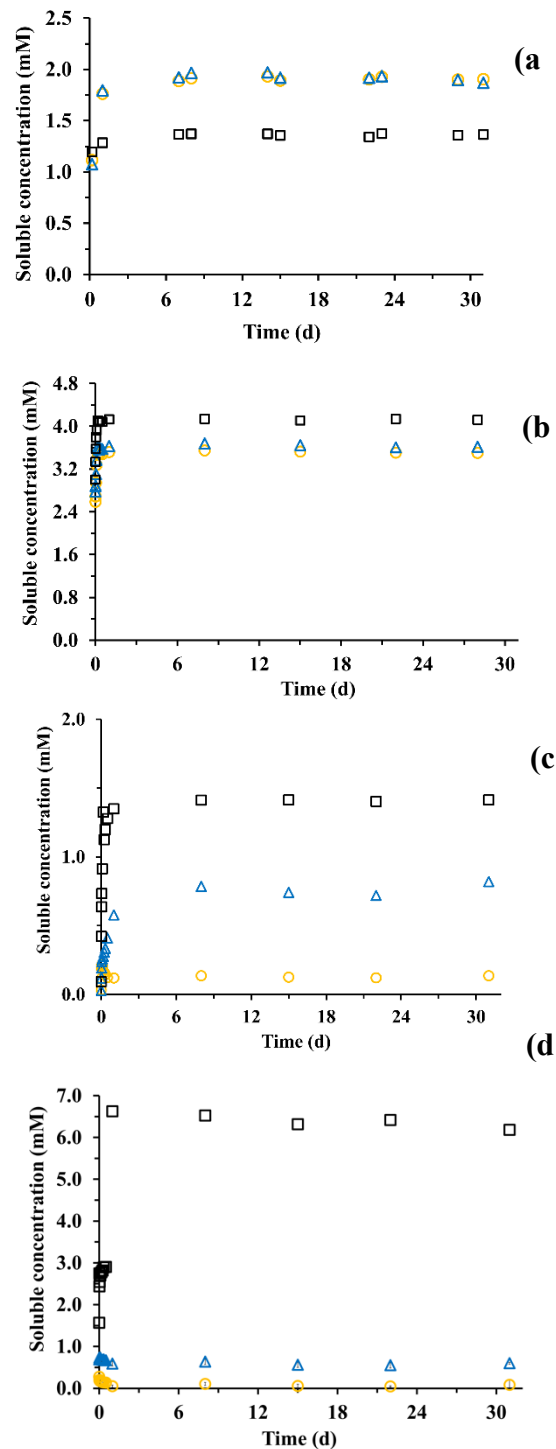 (a
Soluble concentration (mM)
2.5
2.0
1.5
1.0
0.5
0.0
0 6 12 18 24 30
Time (d)
(b
Soluble concentration (mM)
4.8
4.0
3.2
2.4
1.6
0.8
0.0
0 6 12 18 24 30
Time (d)
(c
Soluble concentration (mM)
2.0
1.0
0.0
0 6 12 18 24 30
Time (d)
(d
Soluble concentration (mM)
7.0
6.0
5.0
4.0
3.0
2.0
1.0
0.0
0 6 12 18 24 30
Time (d)